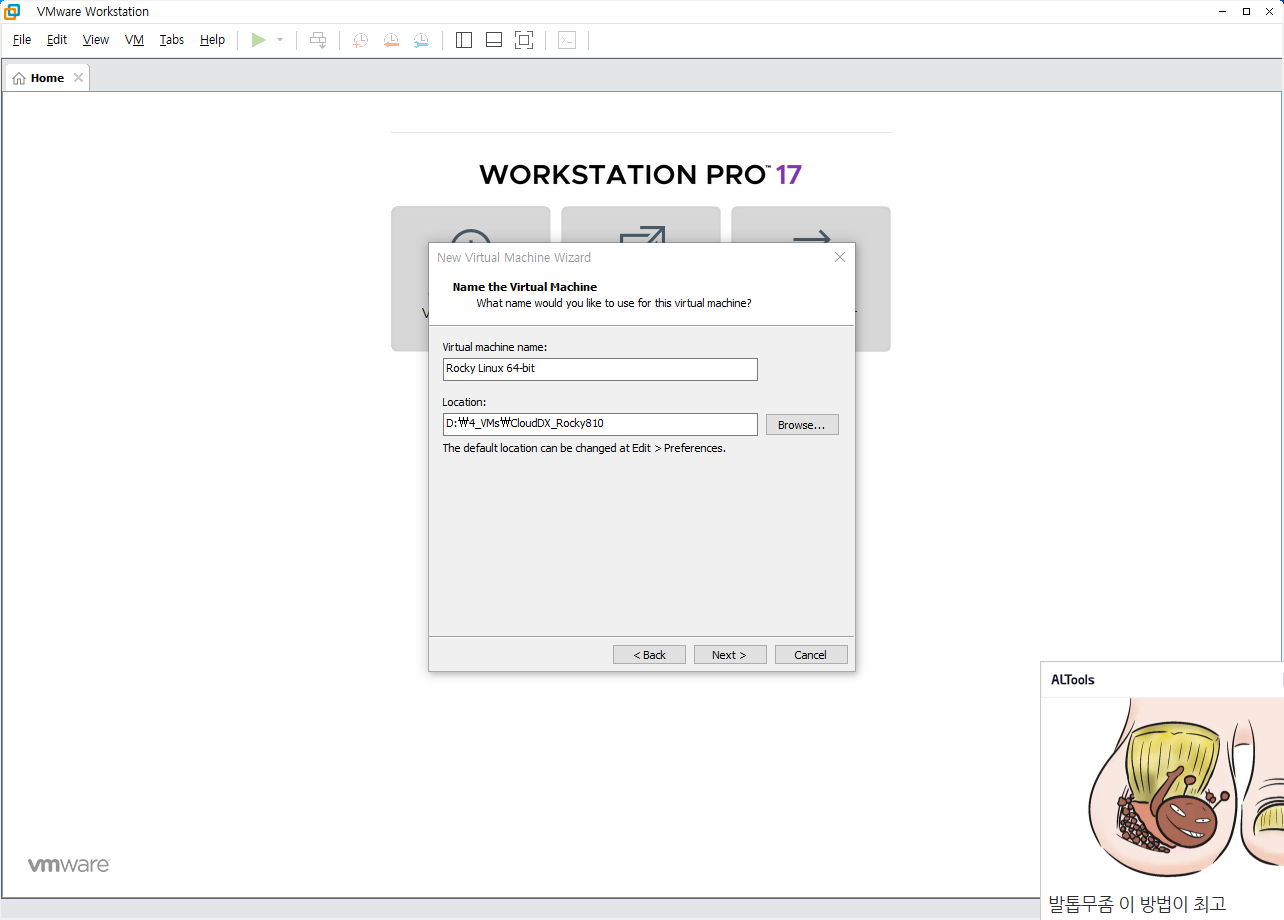 VMware Workstation
File Edit View VM Tabs Help
Home
WORKSTATION PRO™ 17
New Virtual Machine Wizard
Name the Virtual Machine
What name would you like to use for this virtual machine?
Virtual machine name:
Rocky Linux 64-bit
Location:
D:₩4_VMs₩CloudDX_Rocky810
Browse...
The default location can be changed at Edit > Preferences.
< Back Next > Cancel
ALTools
vmware
발톱무좀 이 방법이 최고